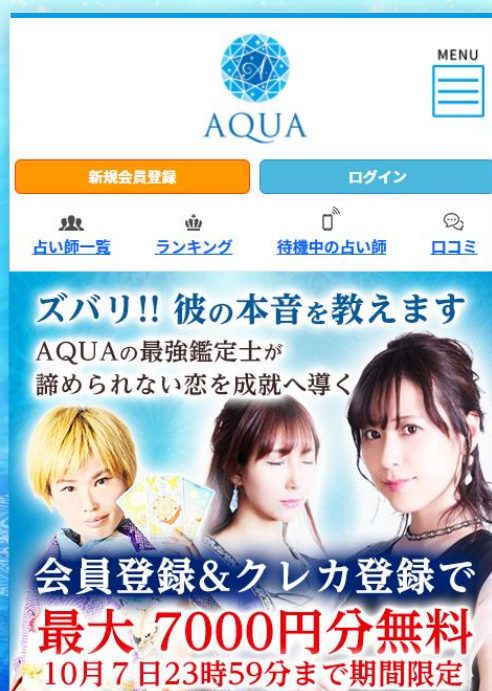 AQUA
MENU
新規会員登録
ログイン
占い師一覧
ランキング
待機中の占い師
口コミ
ズバリ!! 彼の本音を教えます
AQUAの最強鑑定士が
諦められない恋を成就へ導く
会員登録&クレカ登録で
最大 7000円分無料
10月7日23時59分まで期間限定